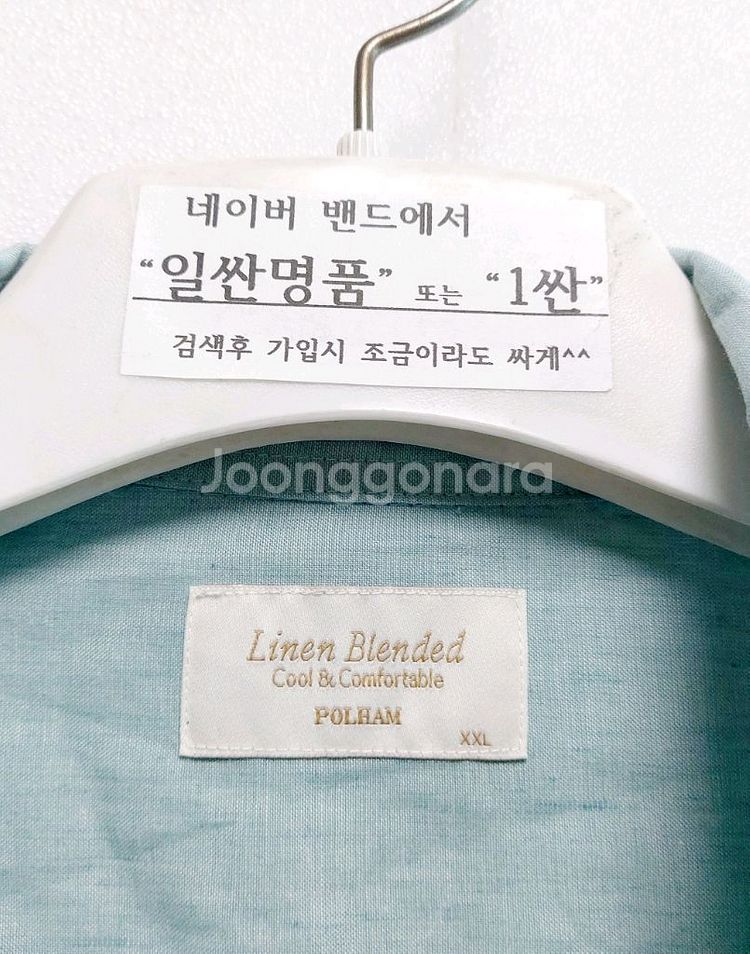 네이버 밴드에서
“일싼명품” 또는 “1싼”
검색후 가입시 조금이라도 싸게^^
Joonggonara
Linen Blended
Cool & Comfortable
POLHAM
XXL